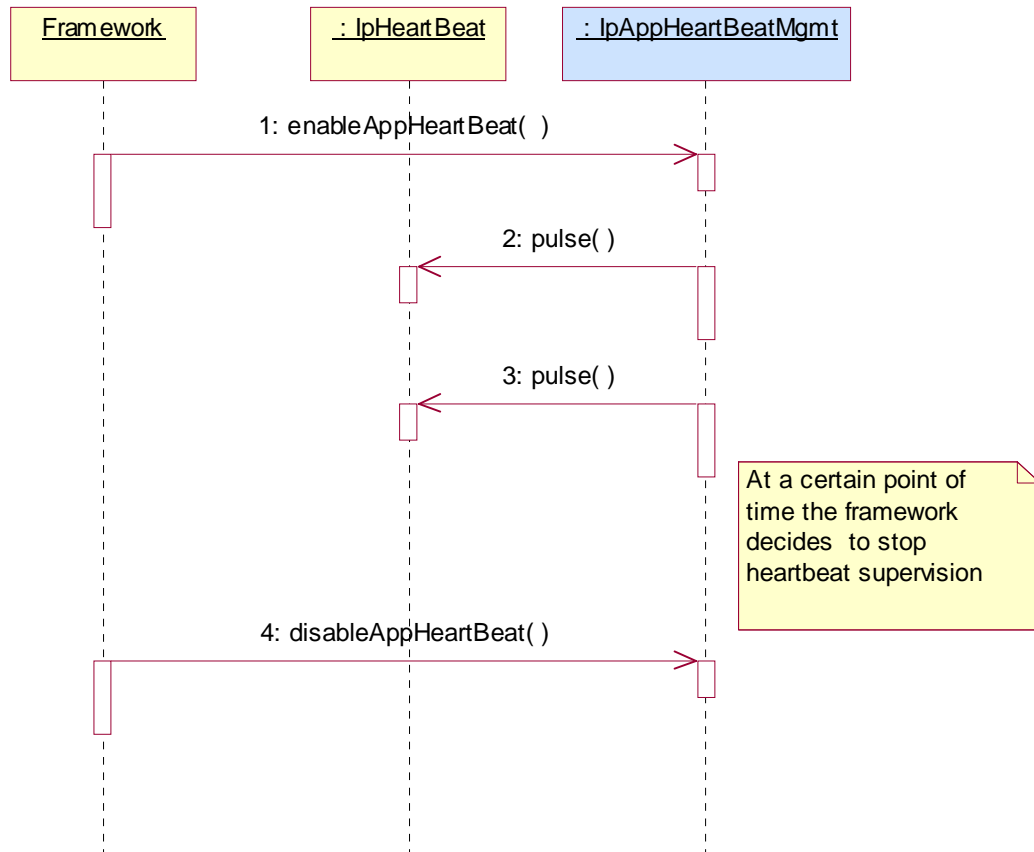 Framework
: IpHeartBeat
: IpAppHeartBeatMgmt
1: enableAppHeartBeat( )
2: pulse( )
3: pulse( )
At a certain point of
time the framework
decides to stop
heartbeat supervision
4: disableAppHeartBeat( )